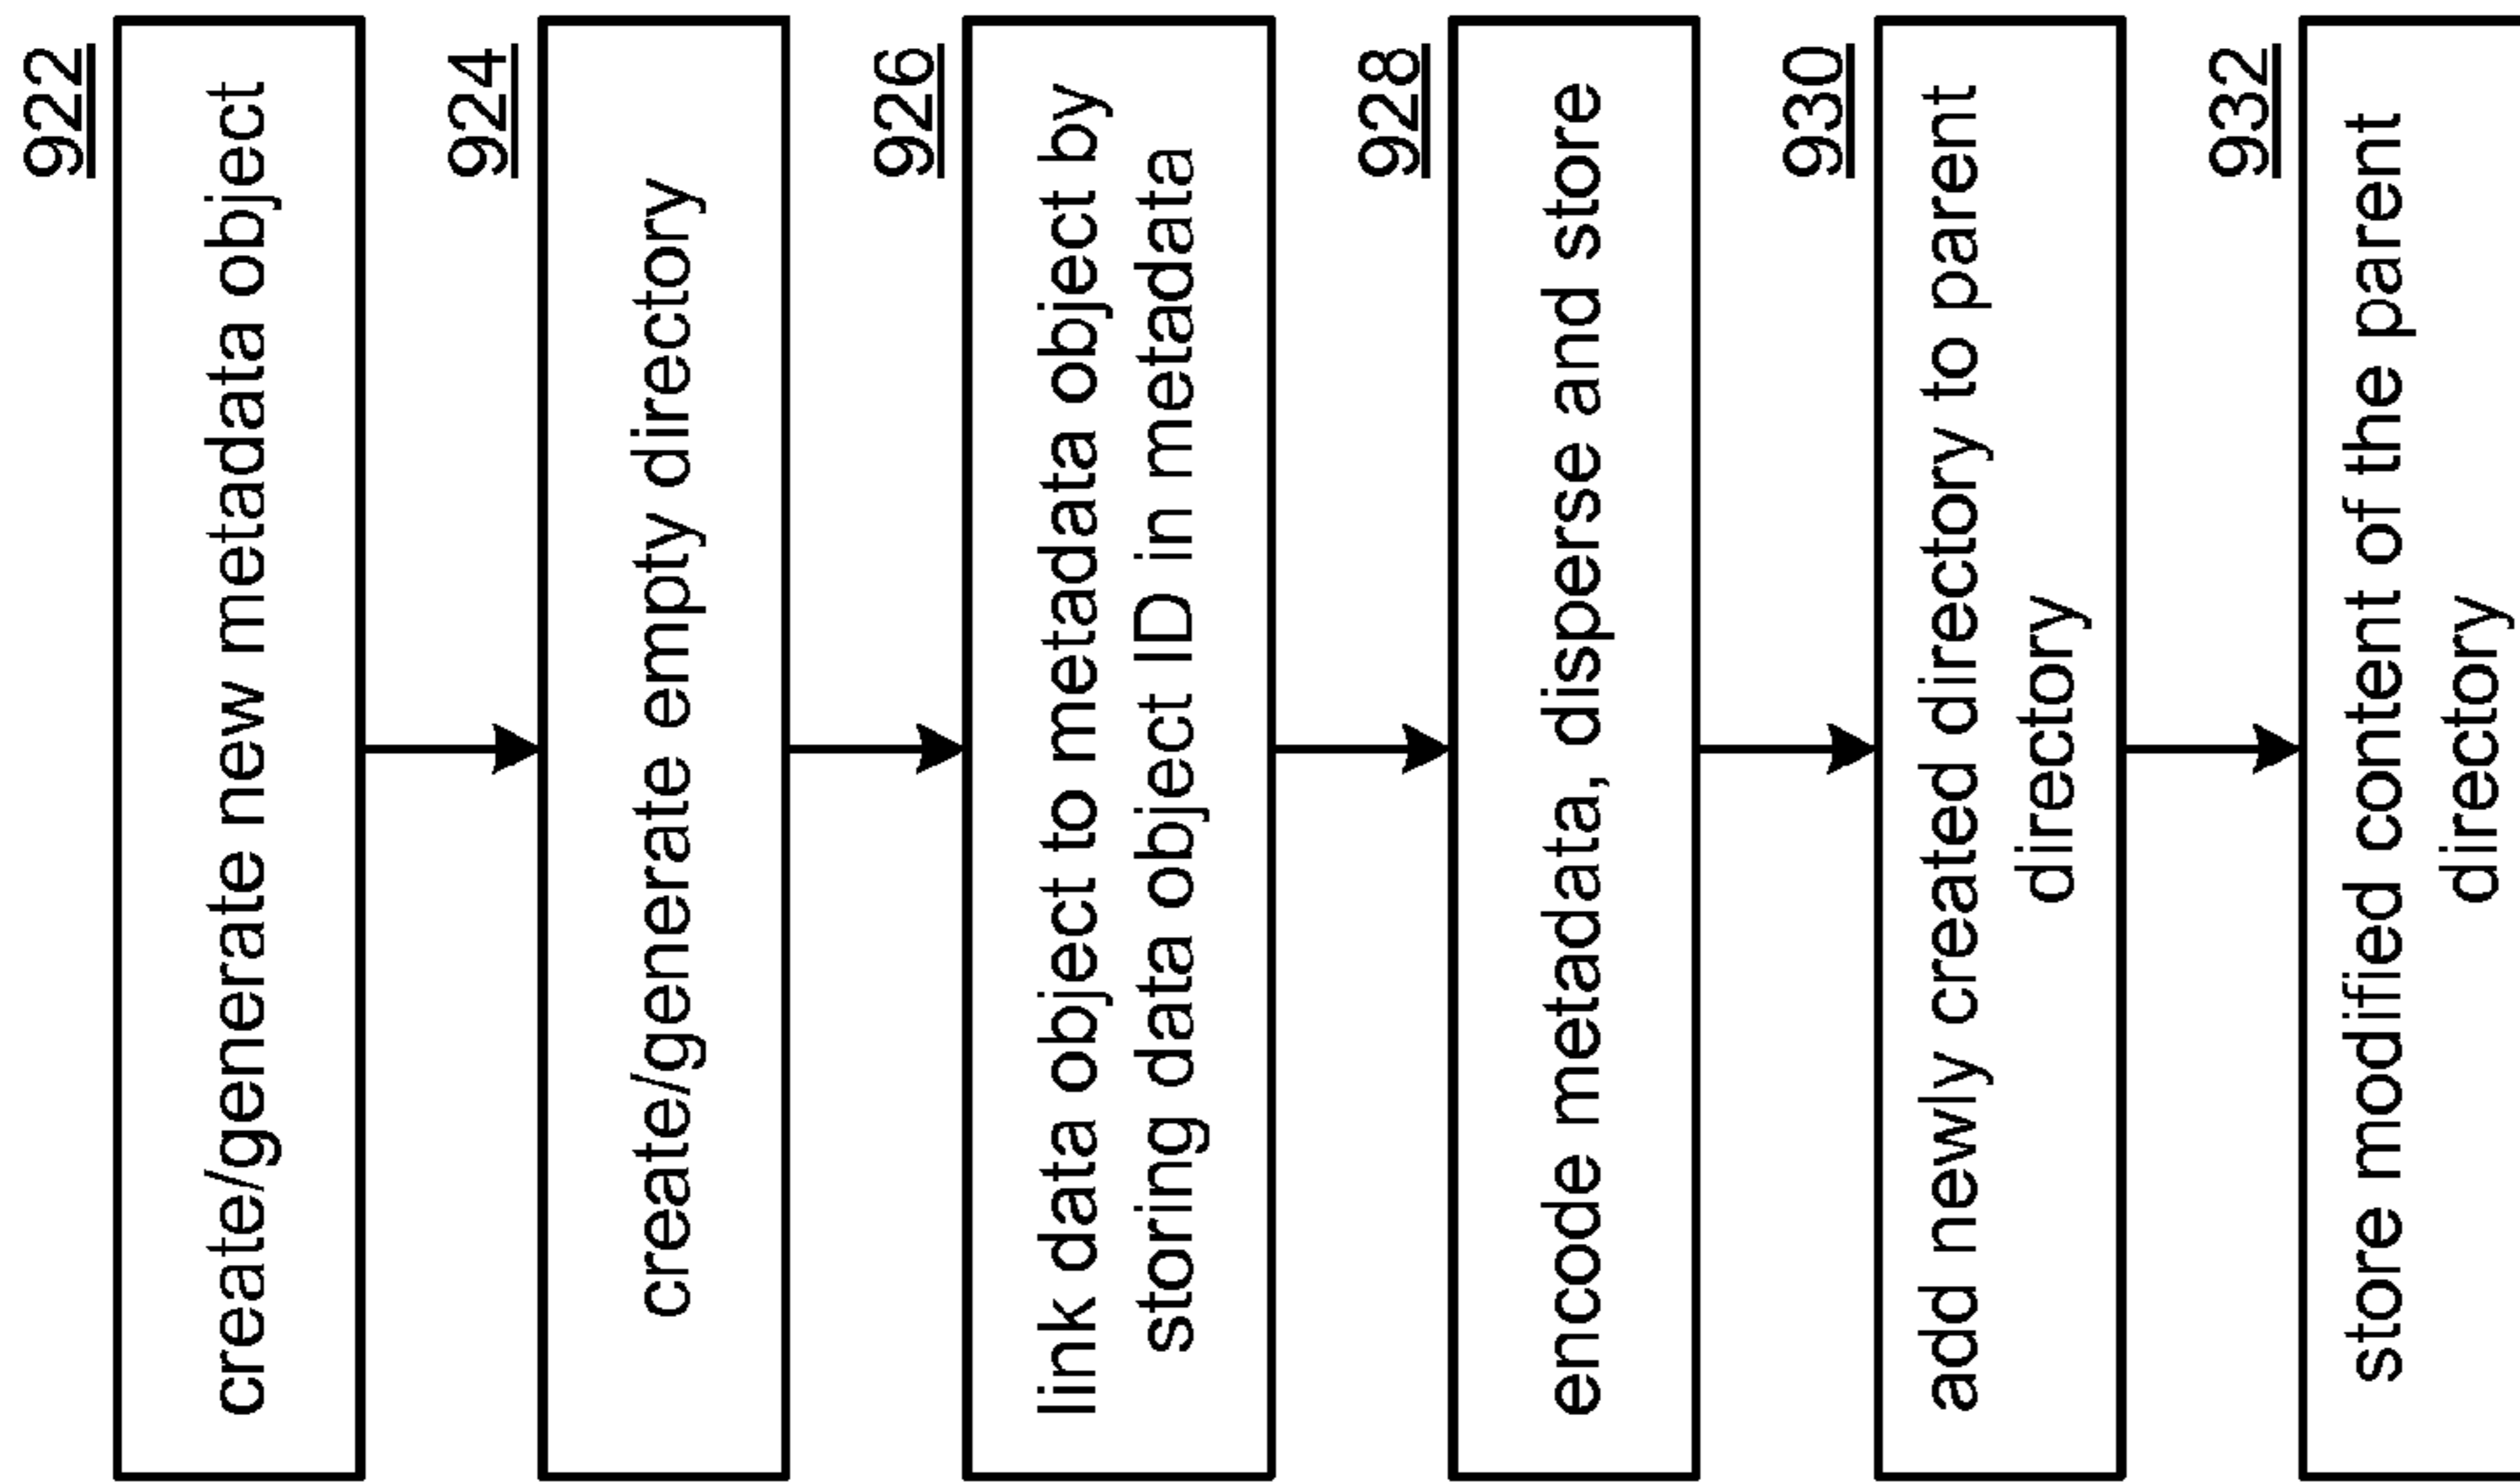 922
create/generate new metadata object
924
create/generate empty directory
926
link data object to metadata object by
storing data object ID in metadata
928
encode metadata, disperse and store
930
add newly created directory to parent
directory
932
store modified content of the parent
directory